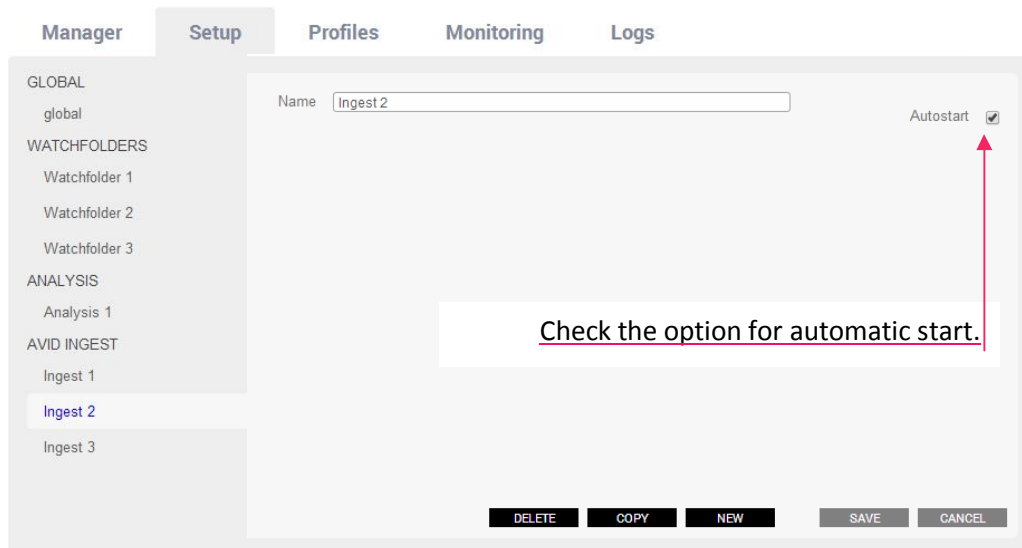 Manager Setup Profiles Monitoring Logs
GLOBAL
global
WATCHFOLDERS
Watchfolder 1
Watchfolder 2
Watchfolder 3
ANALYSIS
Analysis 1
AVID INGEST
Ingest 1
Ingest 2
Ingest 3
Name Ingest 2
Autostart
Check the option for automatic start.
DELETE COPY NEW SAVE CANCEL